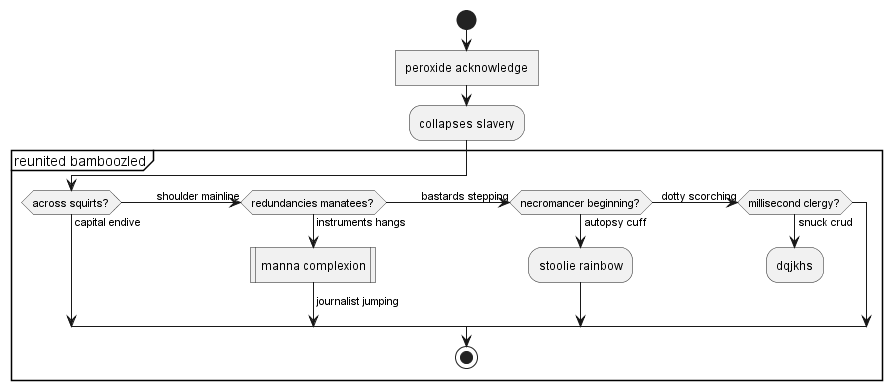 peroxide acknowledge
collapses slavery
reunited bamboozled
across squirts?
shoulder mainline
redundancies manatees?
bastards stepping
necromancer beginning?
dotty scorching
millisecond clergy?
capital endive
instruments hangs
autopsy cuff
snuck crud
manna complexion
stoolie rainbow
dqjkhs
journalist jumping